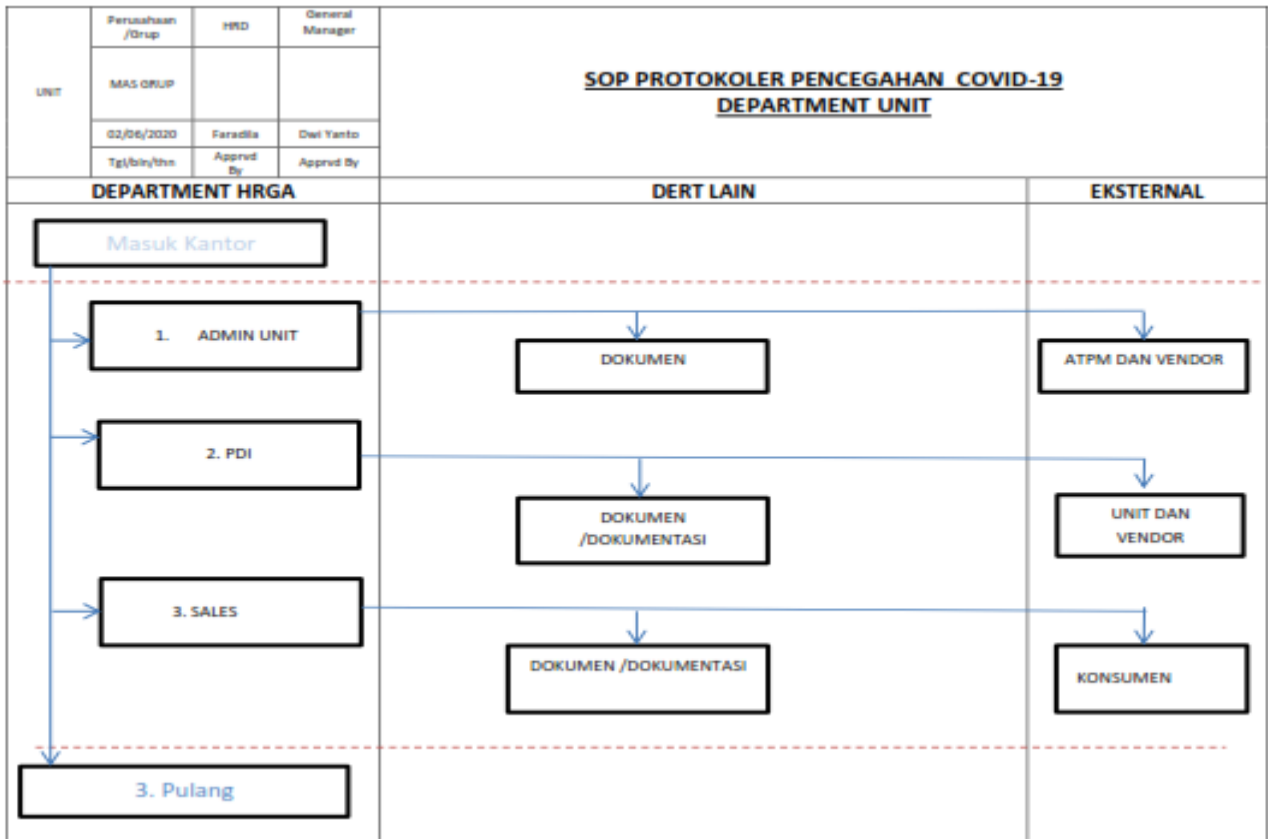 UNIT
Perusahaan
/Grup
HRD
General
Manager
MAS GRUP
02/06/2020
Faradila
Dwi Yanto
Tgl/bln/thn
Apprvd
By
Apprvd By
SOP PROTOKOLER PENCEGAHAN COVID-19
DEPARTMENT UNIT
DEPARTMENT HRGA
DERT LAIN
EKSTERNAL
Masuk Kantor
1. ADMIN UNIT
DOKUMEN
ATPM DAN VENDOR
2. PDI
DOKUMEN
/DOKUMENTASI
UNIT DAN
VENDOR
3. SALES
DOKUMEN /DOKUMENTASI
KONSUMEN
3. Pulang